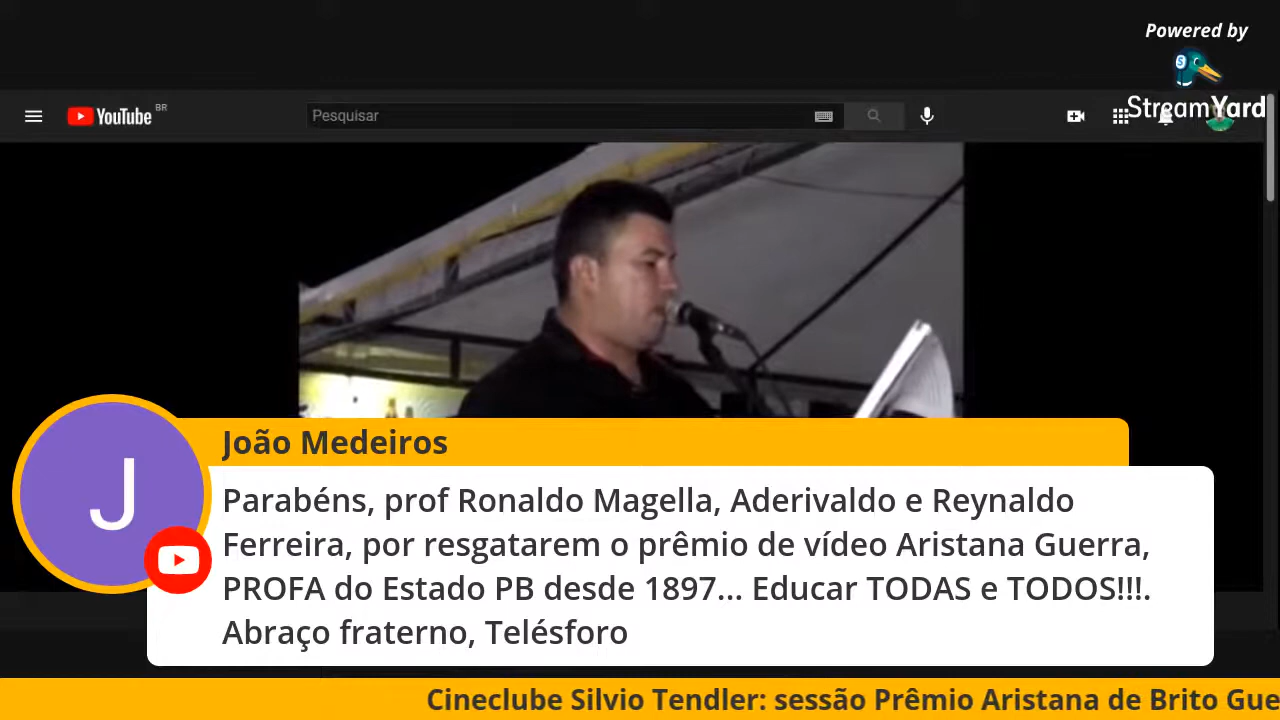 Powered by
StreamYard
YouTube BR
Pesquisar
João Medeiros
J
Parabéns, prof Ronaldo Magella, Aderivaldo e Reynaldo
Ferreira, por resgatarem o prêmio de vídeo Aristana Guerra,
PROFA do Estado PB desde 1897... Educar TODAS e TODOS!!!.
Abraço fraterno, Telésforo
Cineclube Silvio Tendler: sessão Prêmio Aristana de Brito Gue